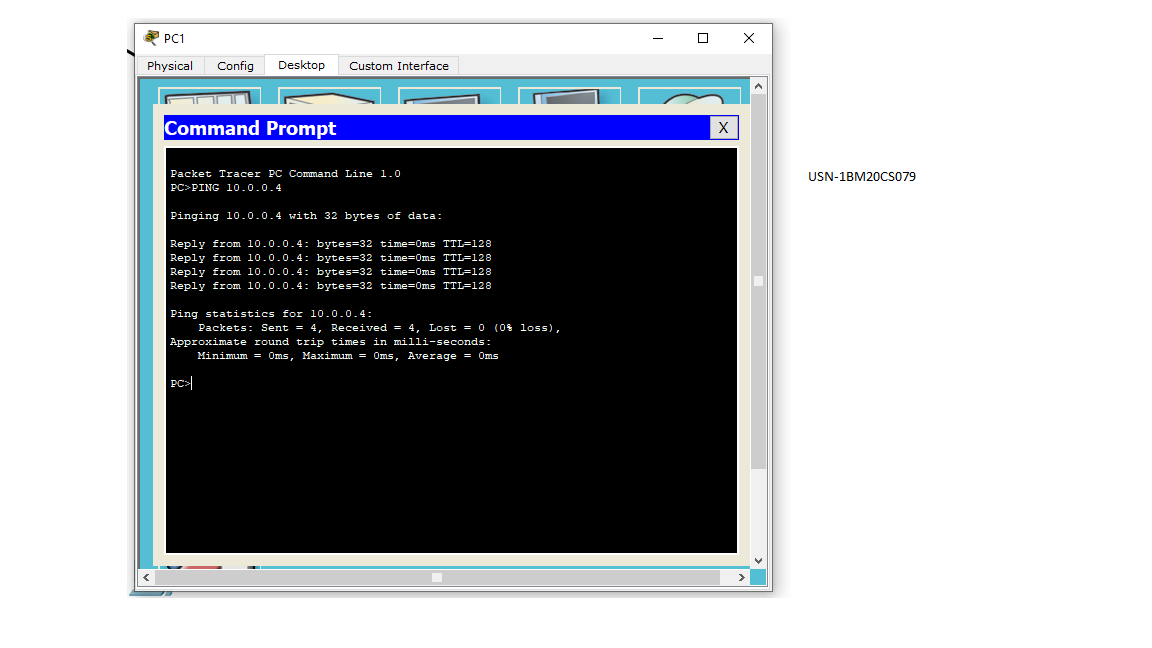 PC1
Physical Config Desktop Custom Interface
Command Prompt X
Packet Tracer PC Command Line 1.0
PC>PING 10.0.0.4
Pinging 10.0.0.4 with 32 bytes of data:
Reply from 10.0.0.4: bytes=32 time=0ms TTL=128
Reply from 10.0.0.4: bytes=32 time=0ms TTL=128
Reply from 10.0.0.4: bytes=32 time=0ms TTL=128
Reply from 10.0.0.4: bytes=32 time=0ms TTL=128
Ping statistics for 10.0.0.4:
Packets: Sent = 4, Received = 4, Lost = 0 (0% loss),
Approximate round trip times in milli-seconds:
Minimum = 0ms, Maximum = 0ms, Average = 0ms
PC>
USN-1BM20CS079